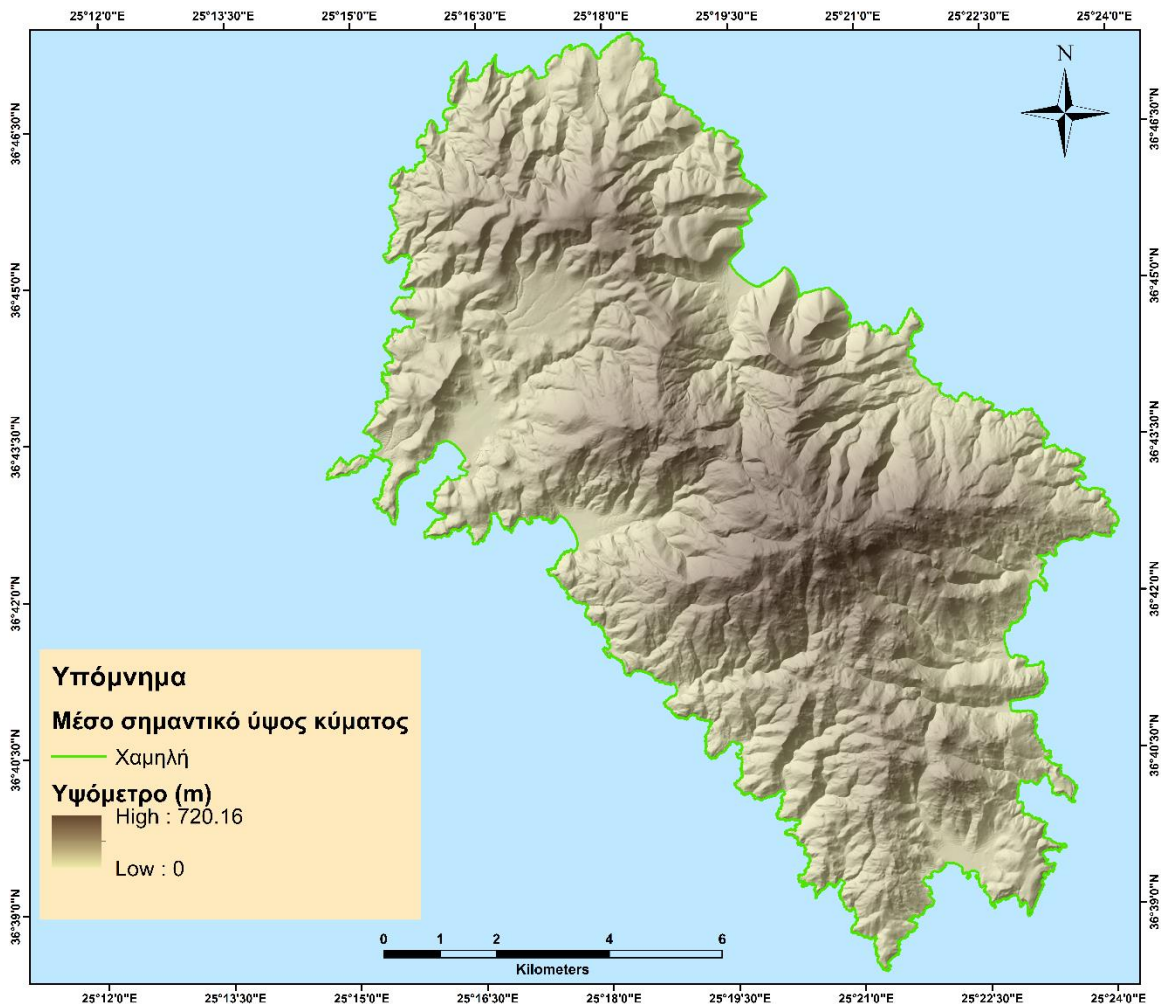 25°12'0"E 25°13'30"E 25°15'0"E 25°16'30"E 25°18'0"E 25°19'30"E 25°21'0"E 25°22'30"E 25°24'0"E
N
36°46'30"N 36°46'30"N
36°45'0"N 36°45'0"N
36°43'30"N 36°43'30"N
36°42'0"N 36°42'0"N
36°40'30"N 36°40'30"N
36°39'0"N 36°39'0"N
Υπόμνημα
Μέσο σημαντικό ύψος κύματος
Χαμηλή
Υψόμετρο (m)
High : 720.16
Low : 0
0 1 2 4 6
Kilometers
25°12'0"E 25°13'30"E 25°15'0"E 25°16'30"E 25°18'0"E 25°19'30"E 25°21'0"E 25°22'30"E 25°24'0"E